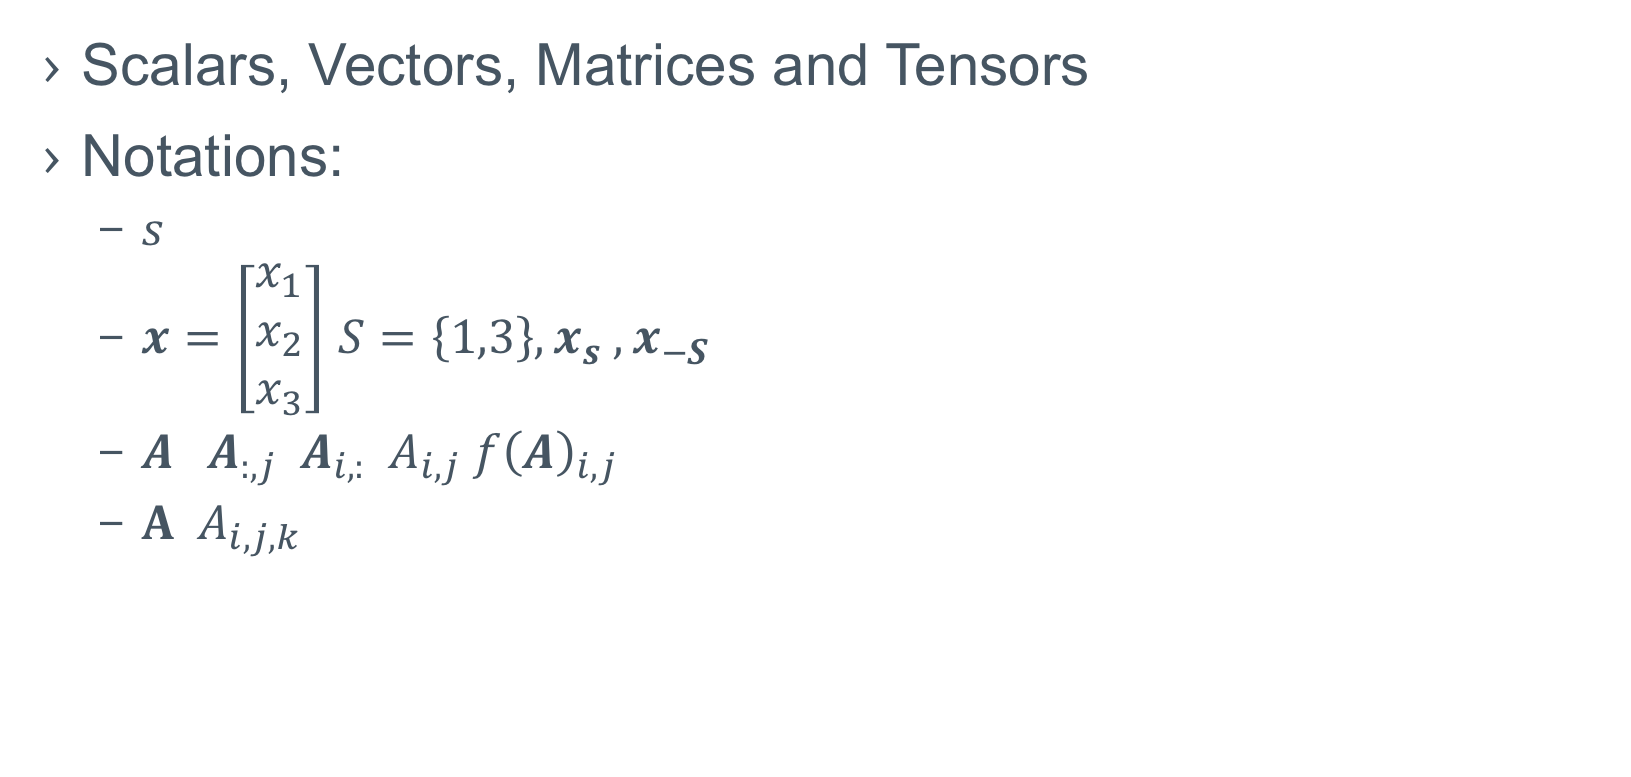 › Scalars, Vectors, Matrices and Tensors
› Notations:
– s
– x = [x₁ x₂ x₃] S = {1,3}, xₛ , x₋S
– A A:,j Ai,: Ai,j f(A)i,j
– A Ai,j,k